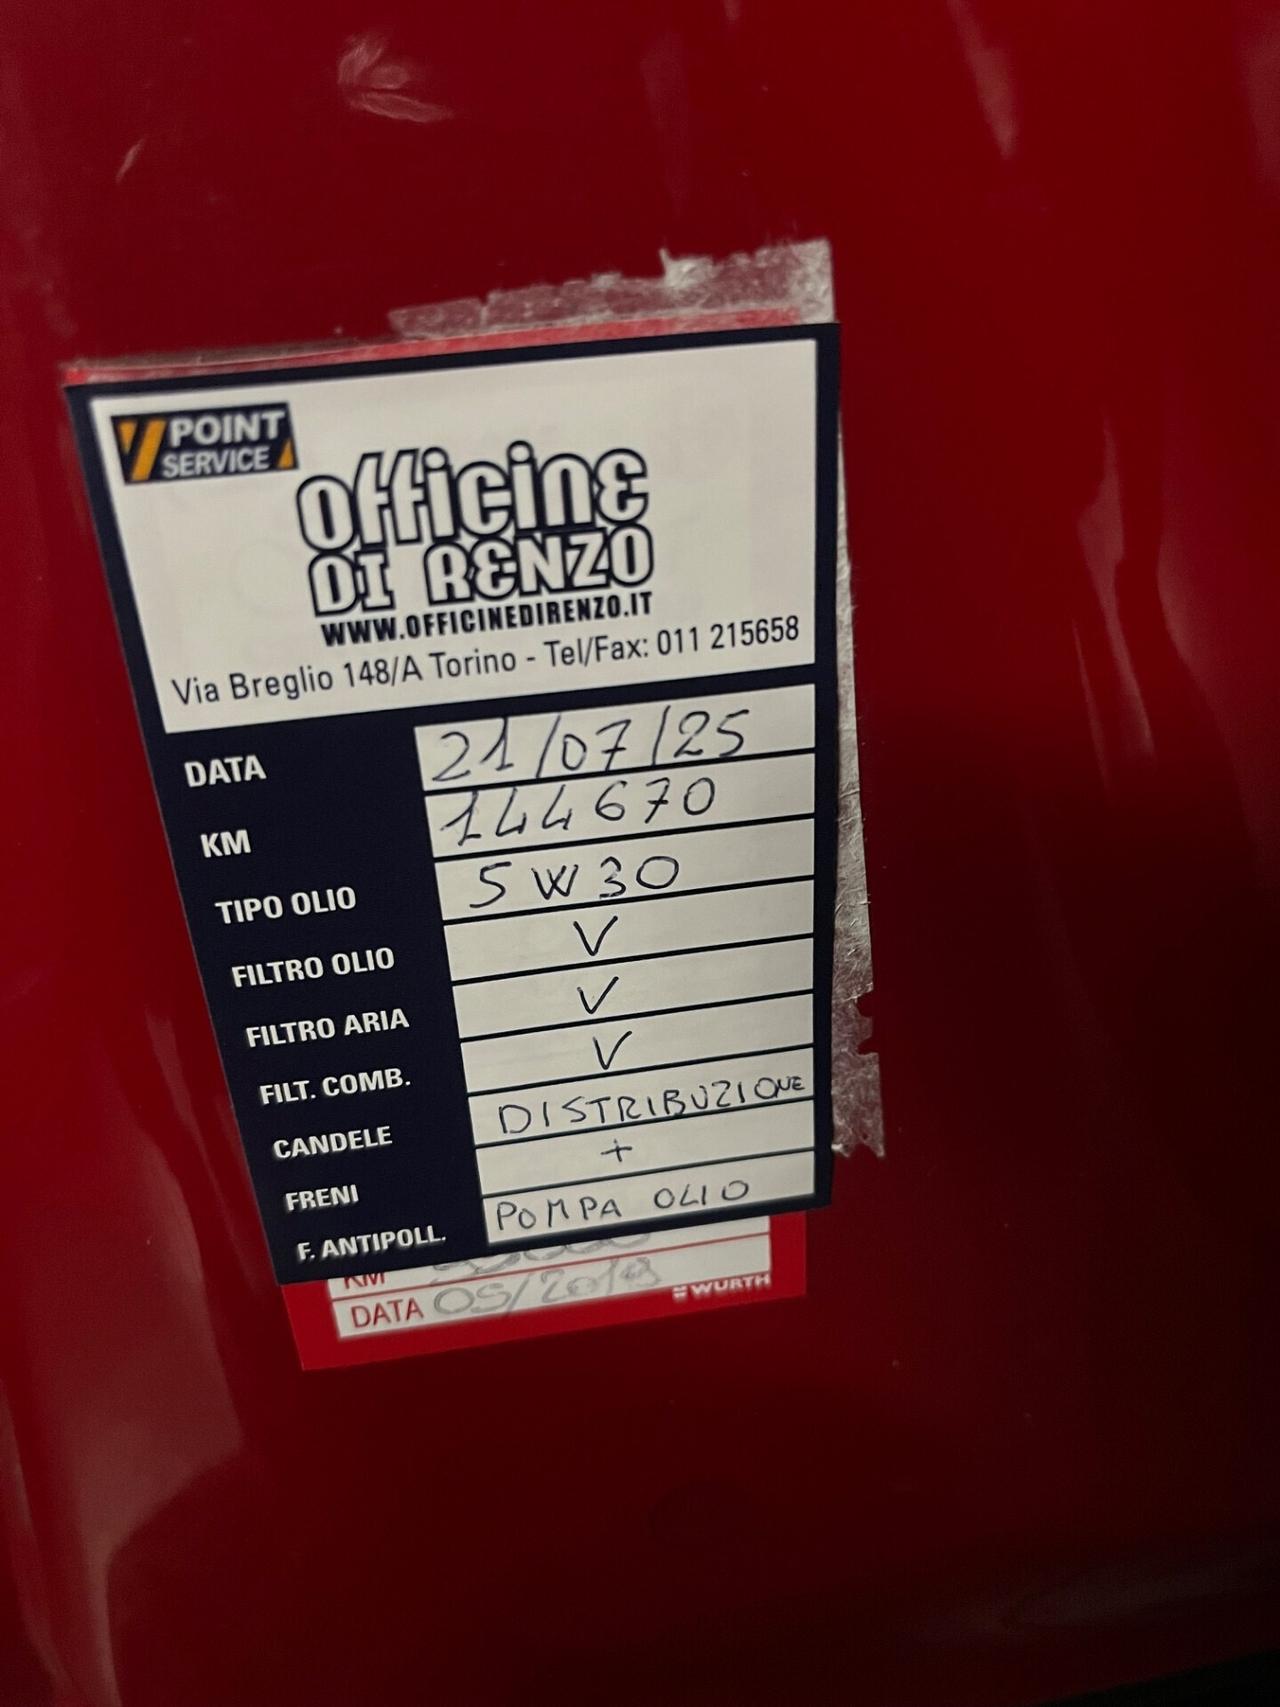 POINT
SERVICE
OFFICINE
DI RENZO
WWW.OFFICINEDIRENZO.IT
Via Breglio 148/A Torino - Tel/Fax: 011 215658
DATA 21/07/25
KM 144670
TIPO OLIO 5W30
FILTRO OLIO V
FILTRO ARIA V
FILT. COMB. V
CANDELE DISTRIBUZIONE
FRENI +
F. ANTIPOLL. POMPA OLIO
KM
DATA 05/2018 WÜRTH